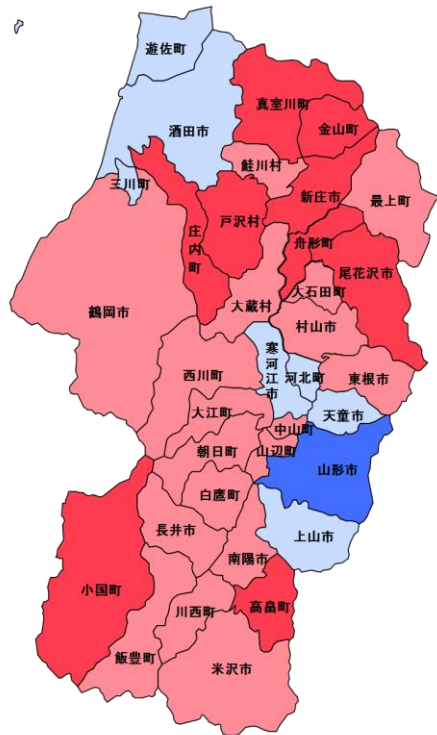 遊佐町
酒田市
真室川町
金山町
鮭川村
三川町
新庄市
最上町
庄内町
戸沢村
舟形町
尾花沢市
大石田町
大蔵村
鶴岡市
村山市
寒河江市
河北町
東根市
西川町
天童市
大江町
中山町
朝日町
山辺町
山形市
白鷹町
長井市
上山市
南陽市
小国町
高畠町
川西町
飯豊町
米沢市